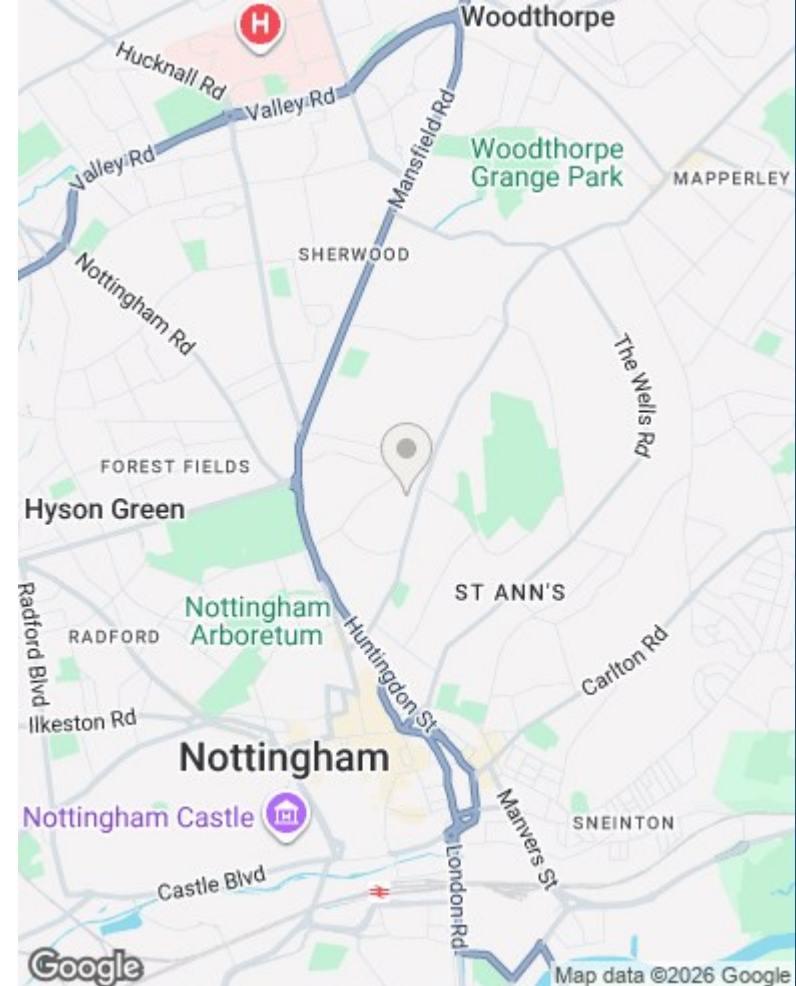 Woodthorpe
H
Hucknall Rd
Valley Rd
Mansfield Rd
Valley Rd
Woodthorpe
Grange Park
MAPPERLEY
SHERWOOD
Nottingham Rd
The Wells Rd
FOREST FIELDS
Hyson Green
ST ANN'S
Nottingham
Arboretum
Radford Blvd
RADFORD
Huntingdon St
Carlton Rd
Ilkeston Rd
Nottingham
Nottingham Castle
Manvers St
SNEINTON
Castle Blvd
London Rd
Google
Map data ©2026 Google